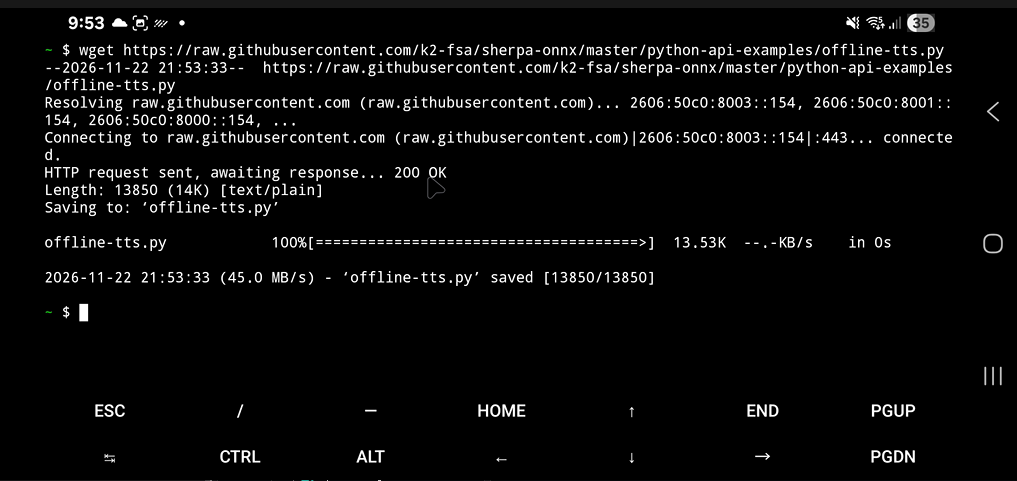 9:53
35
~ $ wget https://raw.githubusercontent.com/k2-fsa/sherpa-onnx/master/python-api-examples/offline-tts.py
--2026-11-22 21:53:33--  https://raw.githubusercontent.com/k2-fsa/sherpa-onnx/master/python-api-examples
/offline-tts.py
Resolving raw.githubusercontent.com (raw.githubusercontent.com)... 2606:50c0:8003::154, 2606:50c0:8001::
154, 2606:50c0:8000::154, ...
Connecting to raw.githubusercontent.com (raw.githubusercontent.com)|2606:50c0:8003::154|:443... connecte
d.
HTTP request sent, awaiting response... 200 OK
Length: 13850 (14K) [text/plain]
Saving to: ‘offline-tts.py’
offline-tts.py            100%[=====================================>]  13.53K  --.-KB/s    in 0s
2026-11-22 21:53:33 (45.0 MB/s) - ‘offline-tts.py’ saved [13850/13850]
~ $
ESC / — HOME ↑ END PGUP
↹ CTRL ALT ← ↓ → PGDN